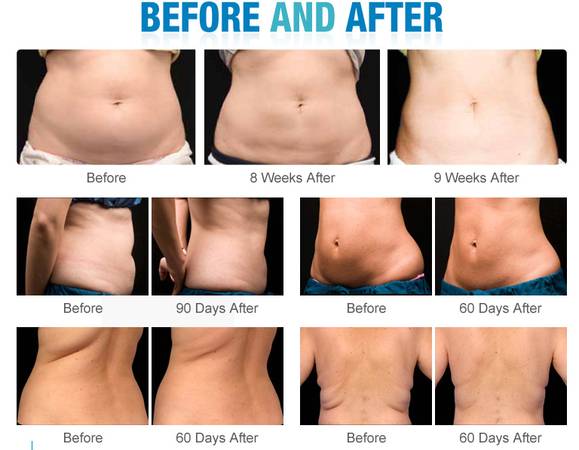 BEFORE AND AFTER
Before
8 Weeks After
9 Weeks After
Before
90 Days After
Before
60 Days After
Before
60 Days After
Before
60 Days After